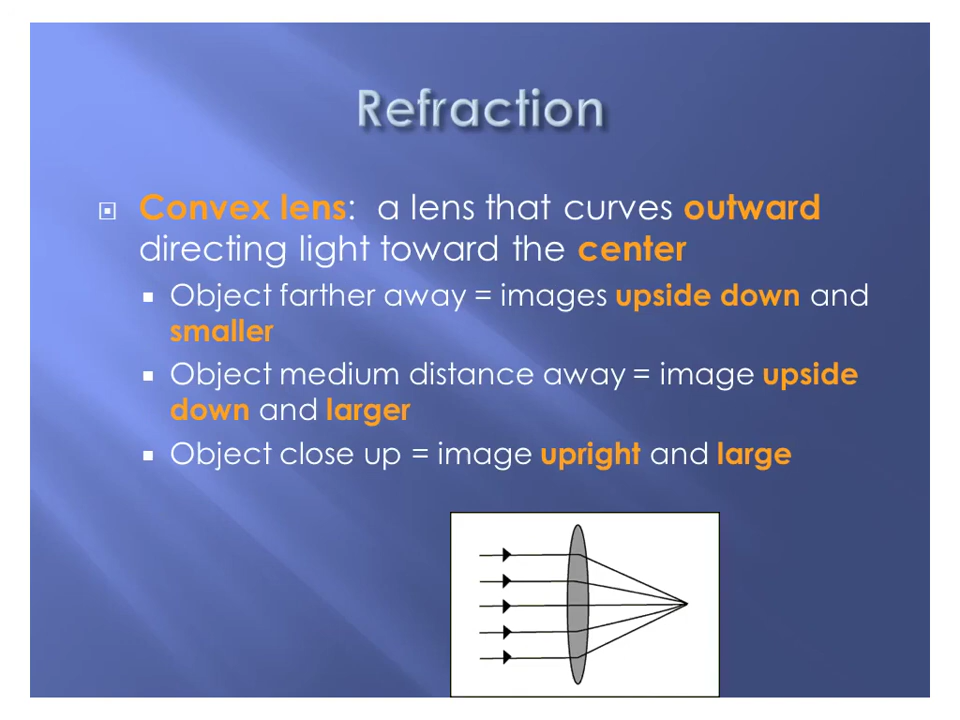 Refraction
Convex lens:  a lens that curves outward
directing light toward the center
Object farther away = images upside down and
smaller
Object medium distance away = image upside
down and larger
Object close up = image upright and large